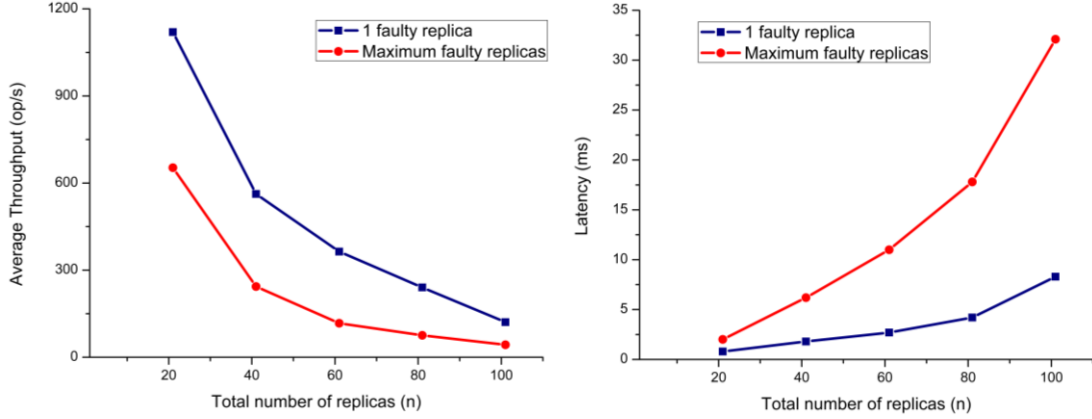 1200
900
600
300
0
Average Throughput (op/s)
1 faulty replica
Maximum faulty replicas
20 40 60 80 100
Total number of replicas (n)
35
30
25
20
15
10
5
0
Latency (ms)
1 faulty replica
Maximum faulty replicas
20 40 60 80 100
Total number of replicas (n)